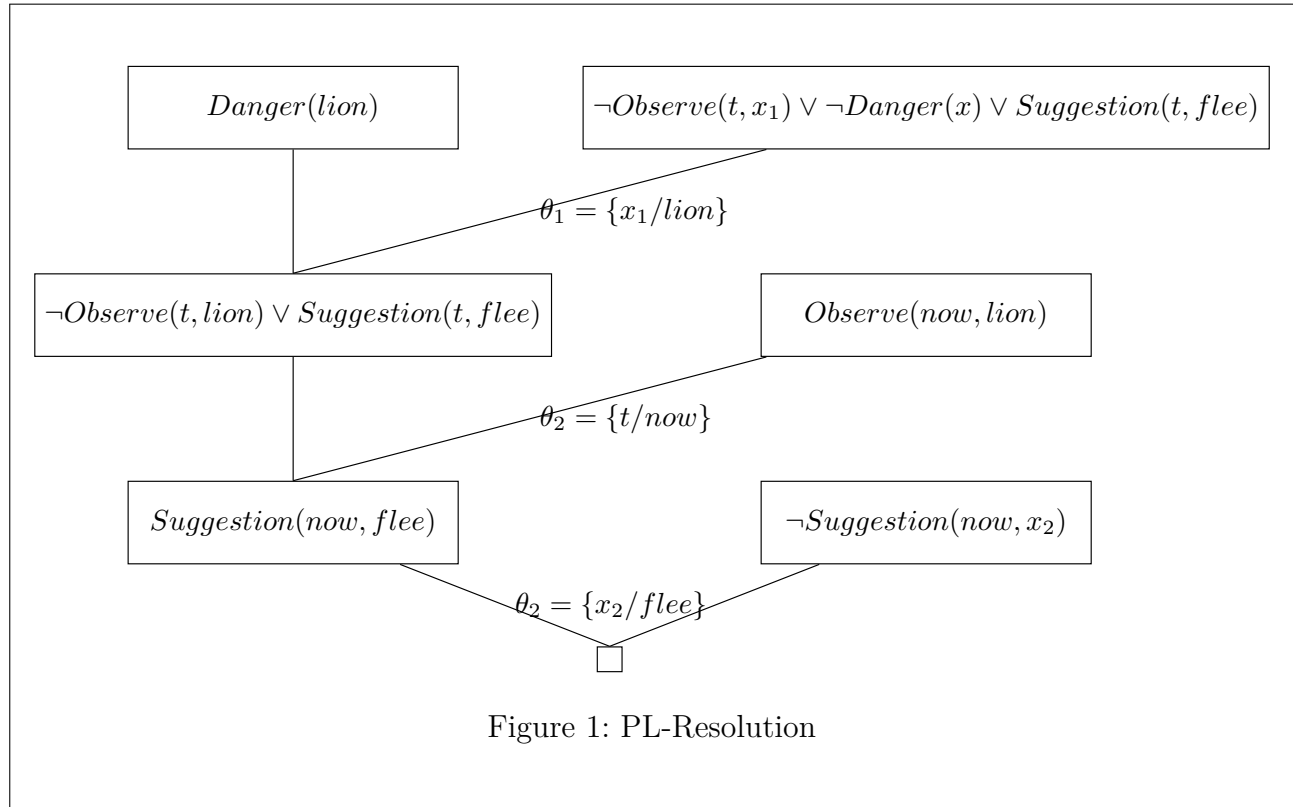 Danger(lion)
¬Observe(t, x₁) ∨ ¬Danger(x) ∨ Suggestion(t, flee)
θ₁ = {x₁/lion}
¬Observe(t, lion) ∨ Suggestion(t, flee)
Observe(now, lion)
θ₂ = {t/now}
Suggestion(now, flee)
¬Suggestion(now, x₂)
θ₂ = {x₂/flee}
Figure 1: PL-Resolution